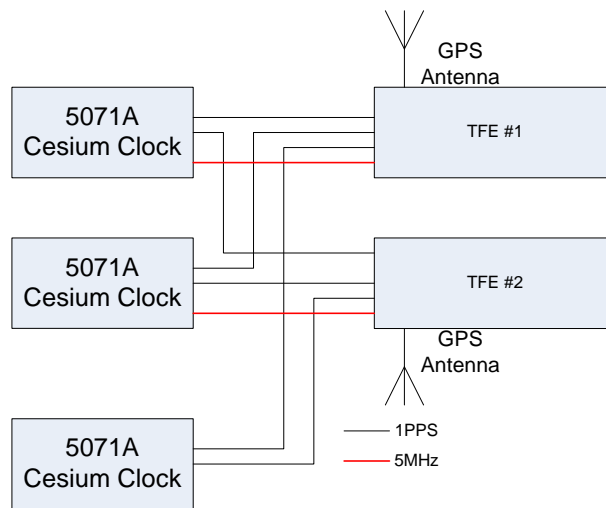 GPS
Antenna
5071A
Cesium Clock
TFE #1
5071A
Cesium Clock
TFE #2
GPS
Antenna
1PPS
5MHz
5071A
Cesium Clock